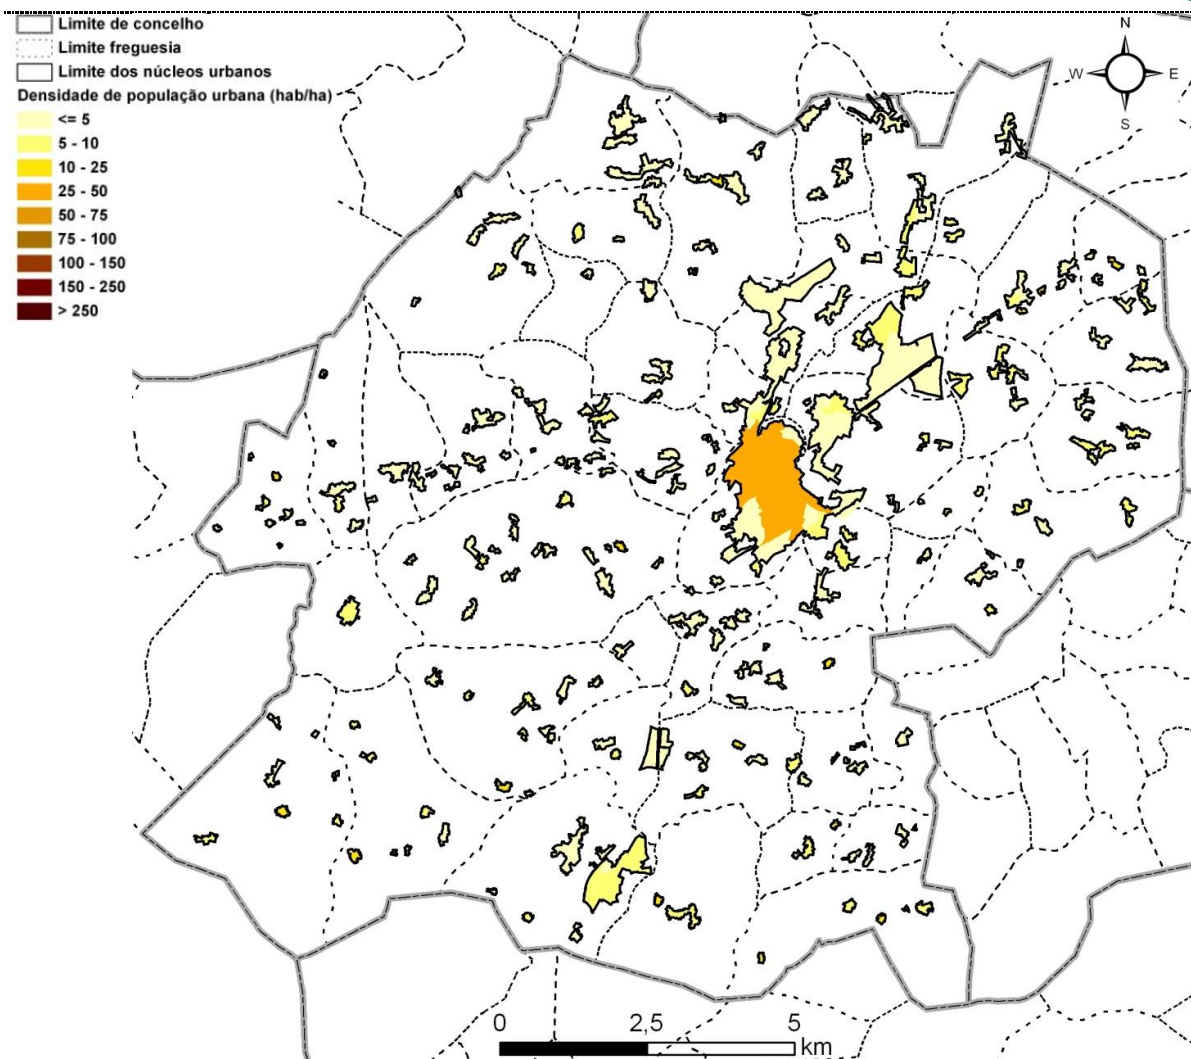 Limite de concelho
Limite freguesia
Limite dos núcleos urbanos
Densidade de população urbana (hab/ha)
<= 5
5 - 10
10 - 25
25 - 50
50 - 75
75 - 100
100 - 150
150 - 250
> 250
N
W E
S
0 2,5 5
km